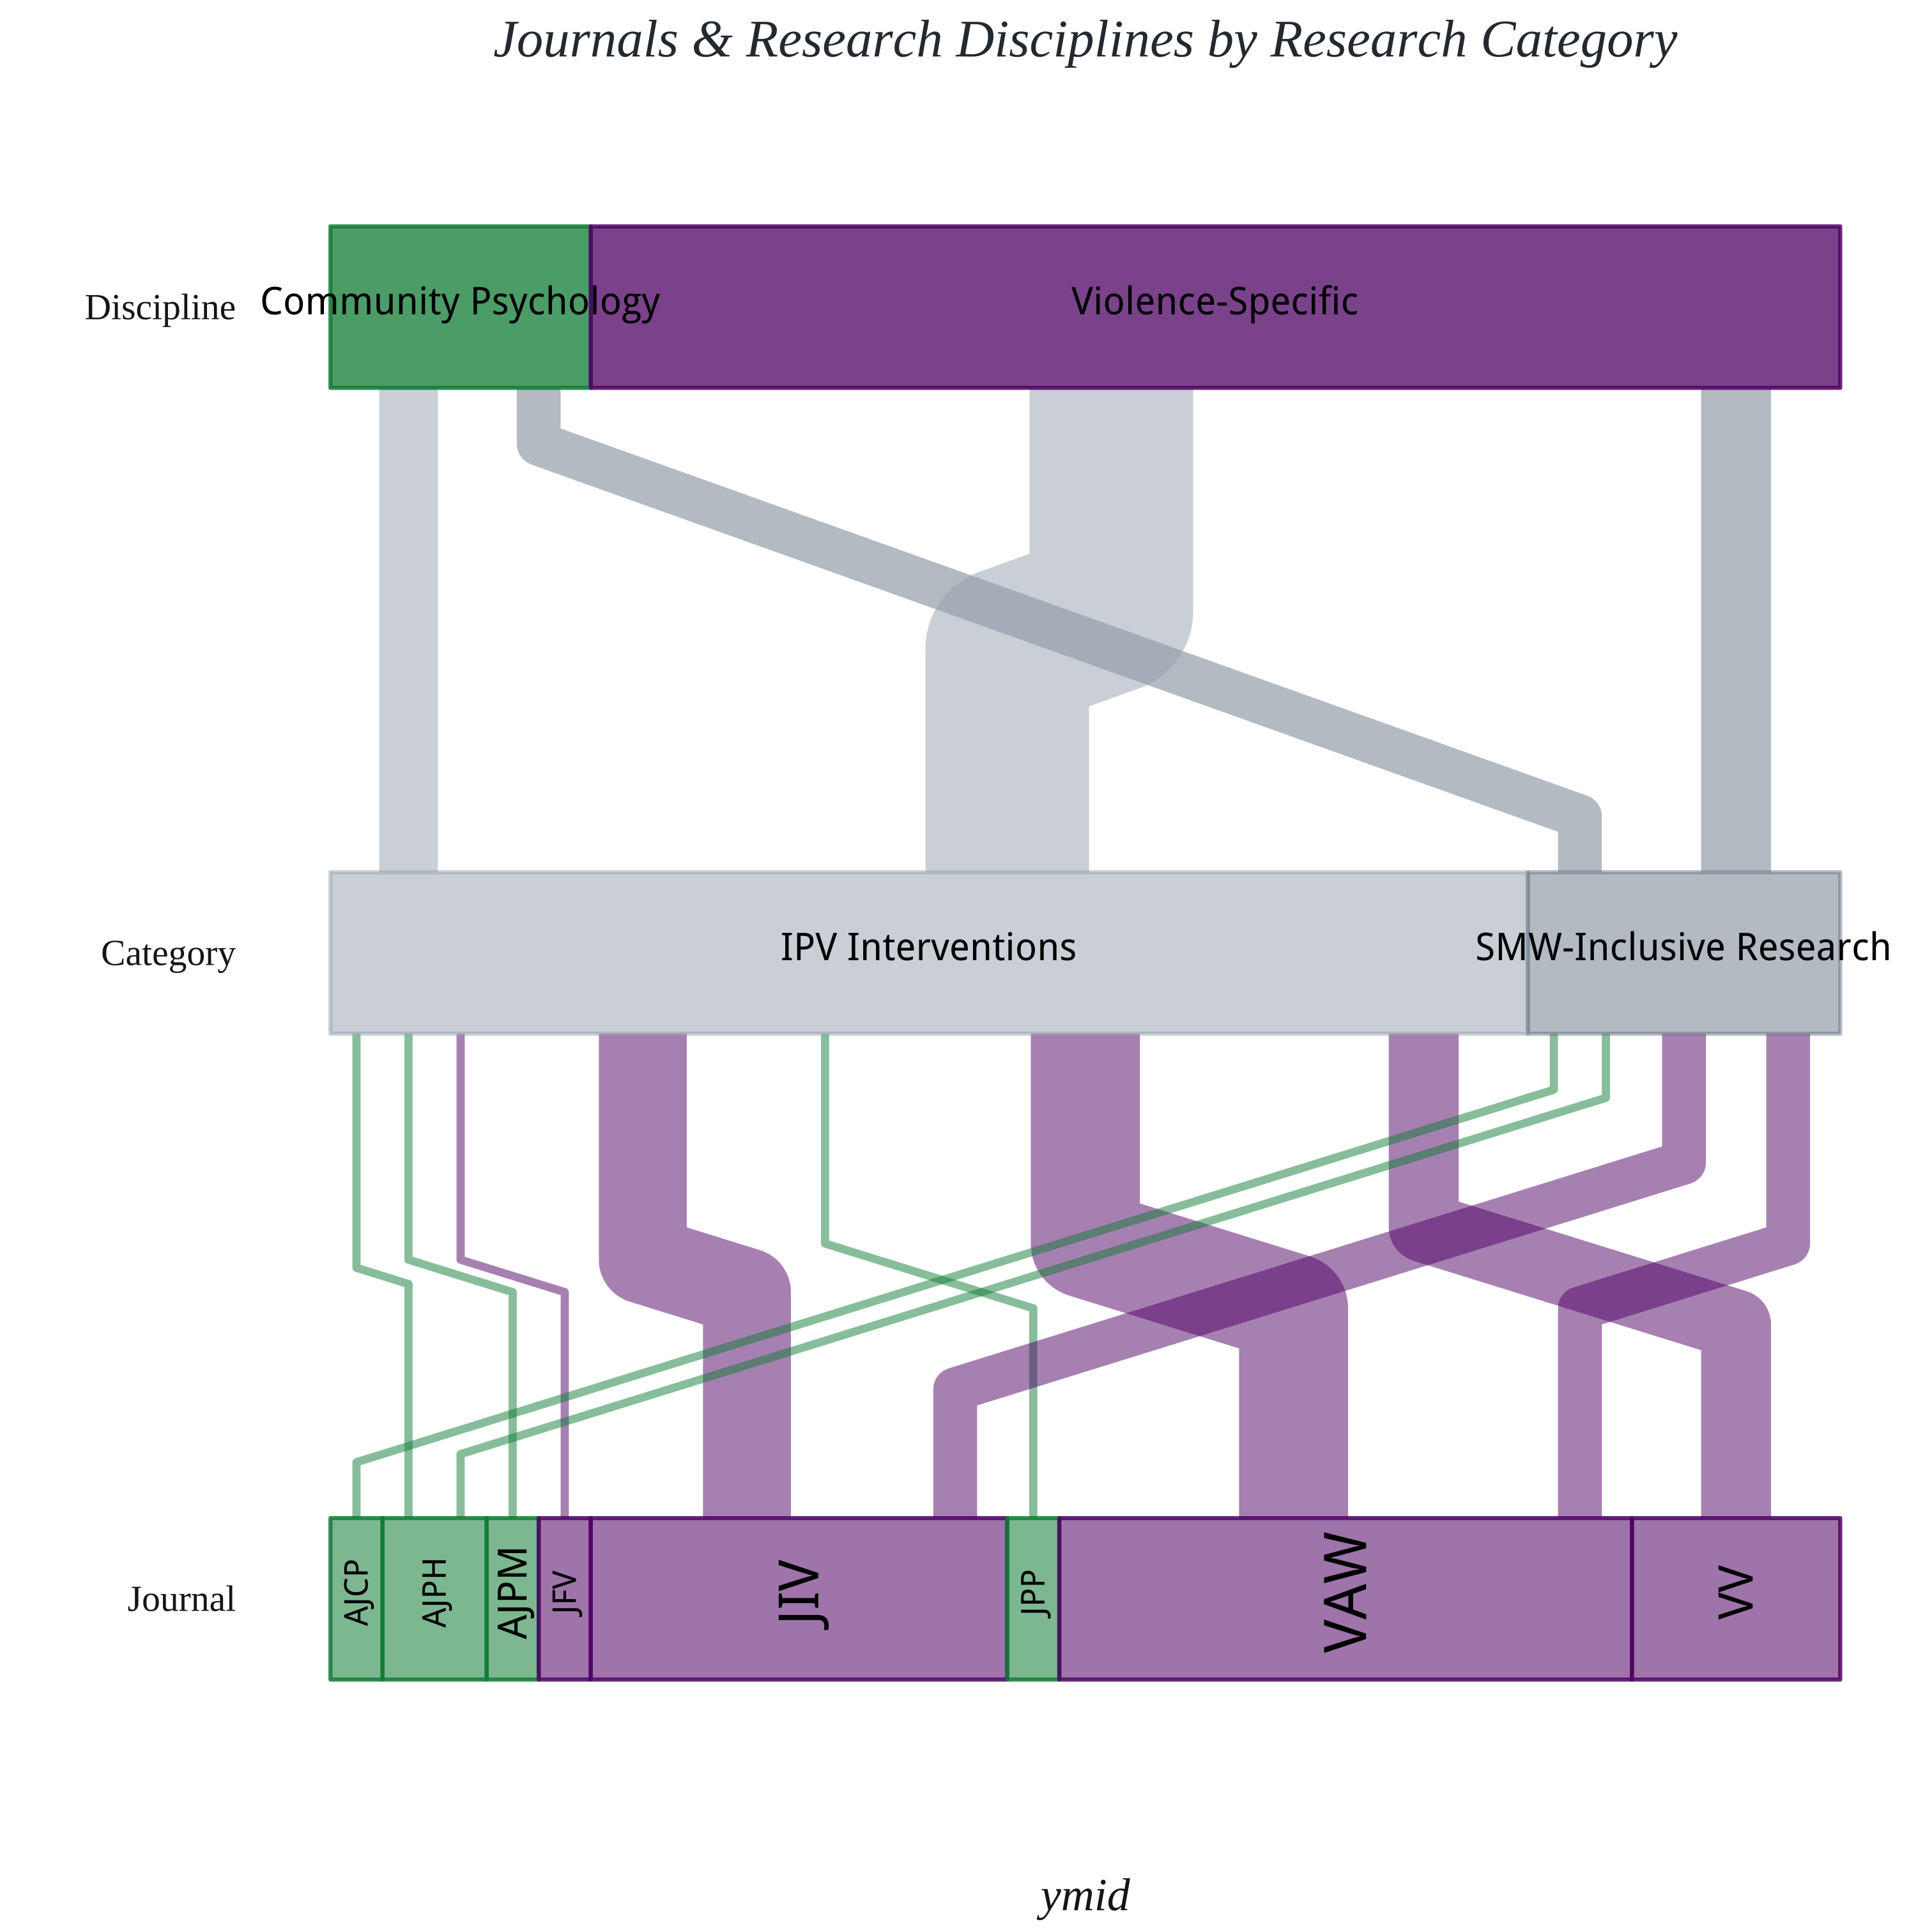 Journals & Research Disciplines by Research Category
Discipline
Community Psychology
Violence-Specific
Category
IPV Interventions
SMW-Inclusive Research
Journal
AJCP
AJPH
AJPM
JFV
JIV
JPP
VAW
VV
ymid